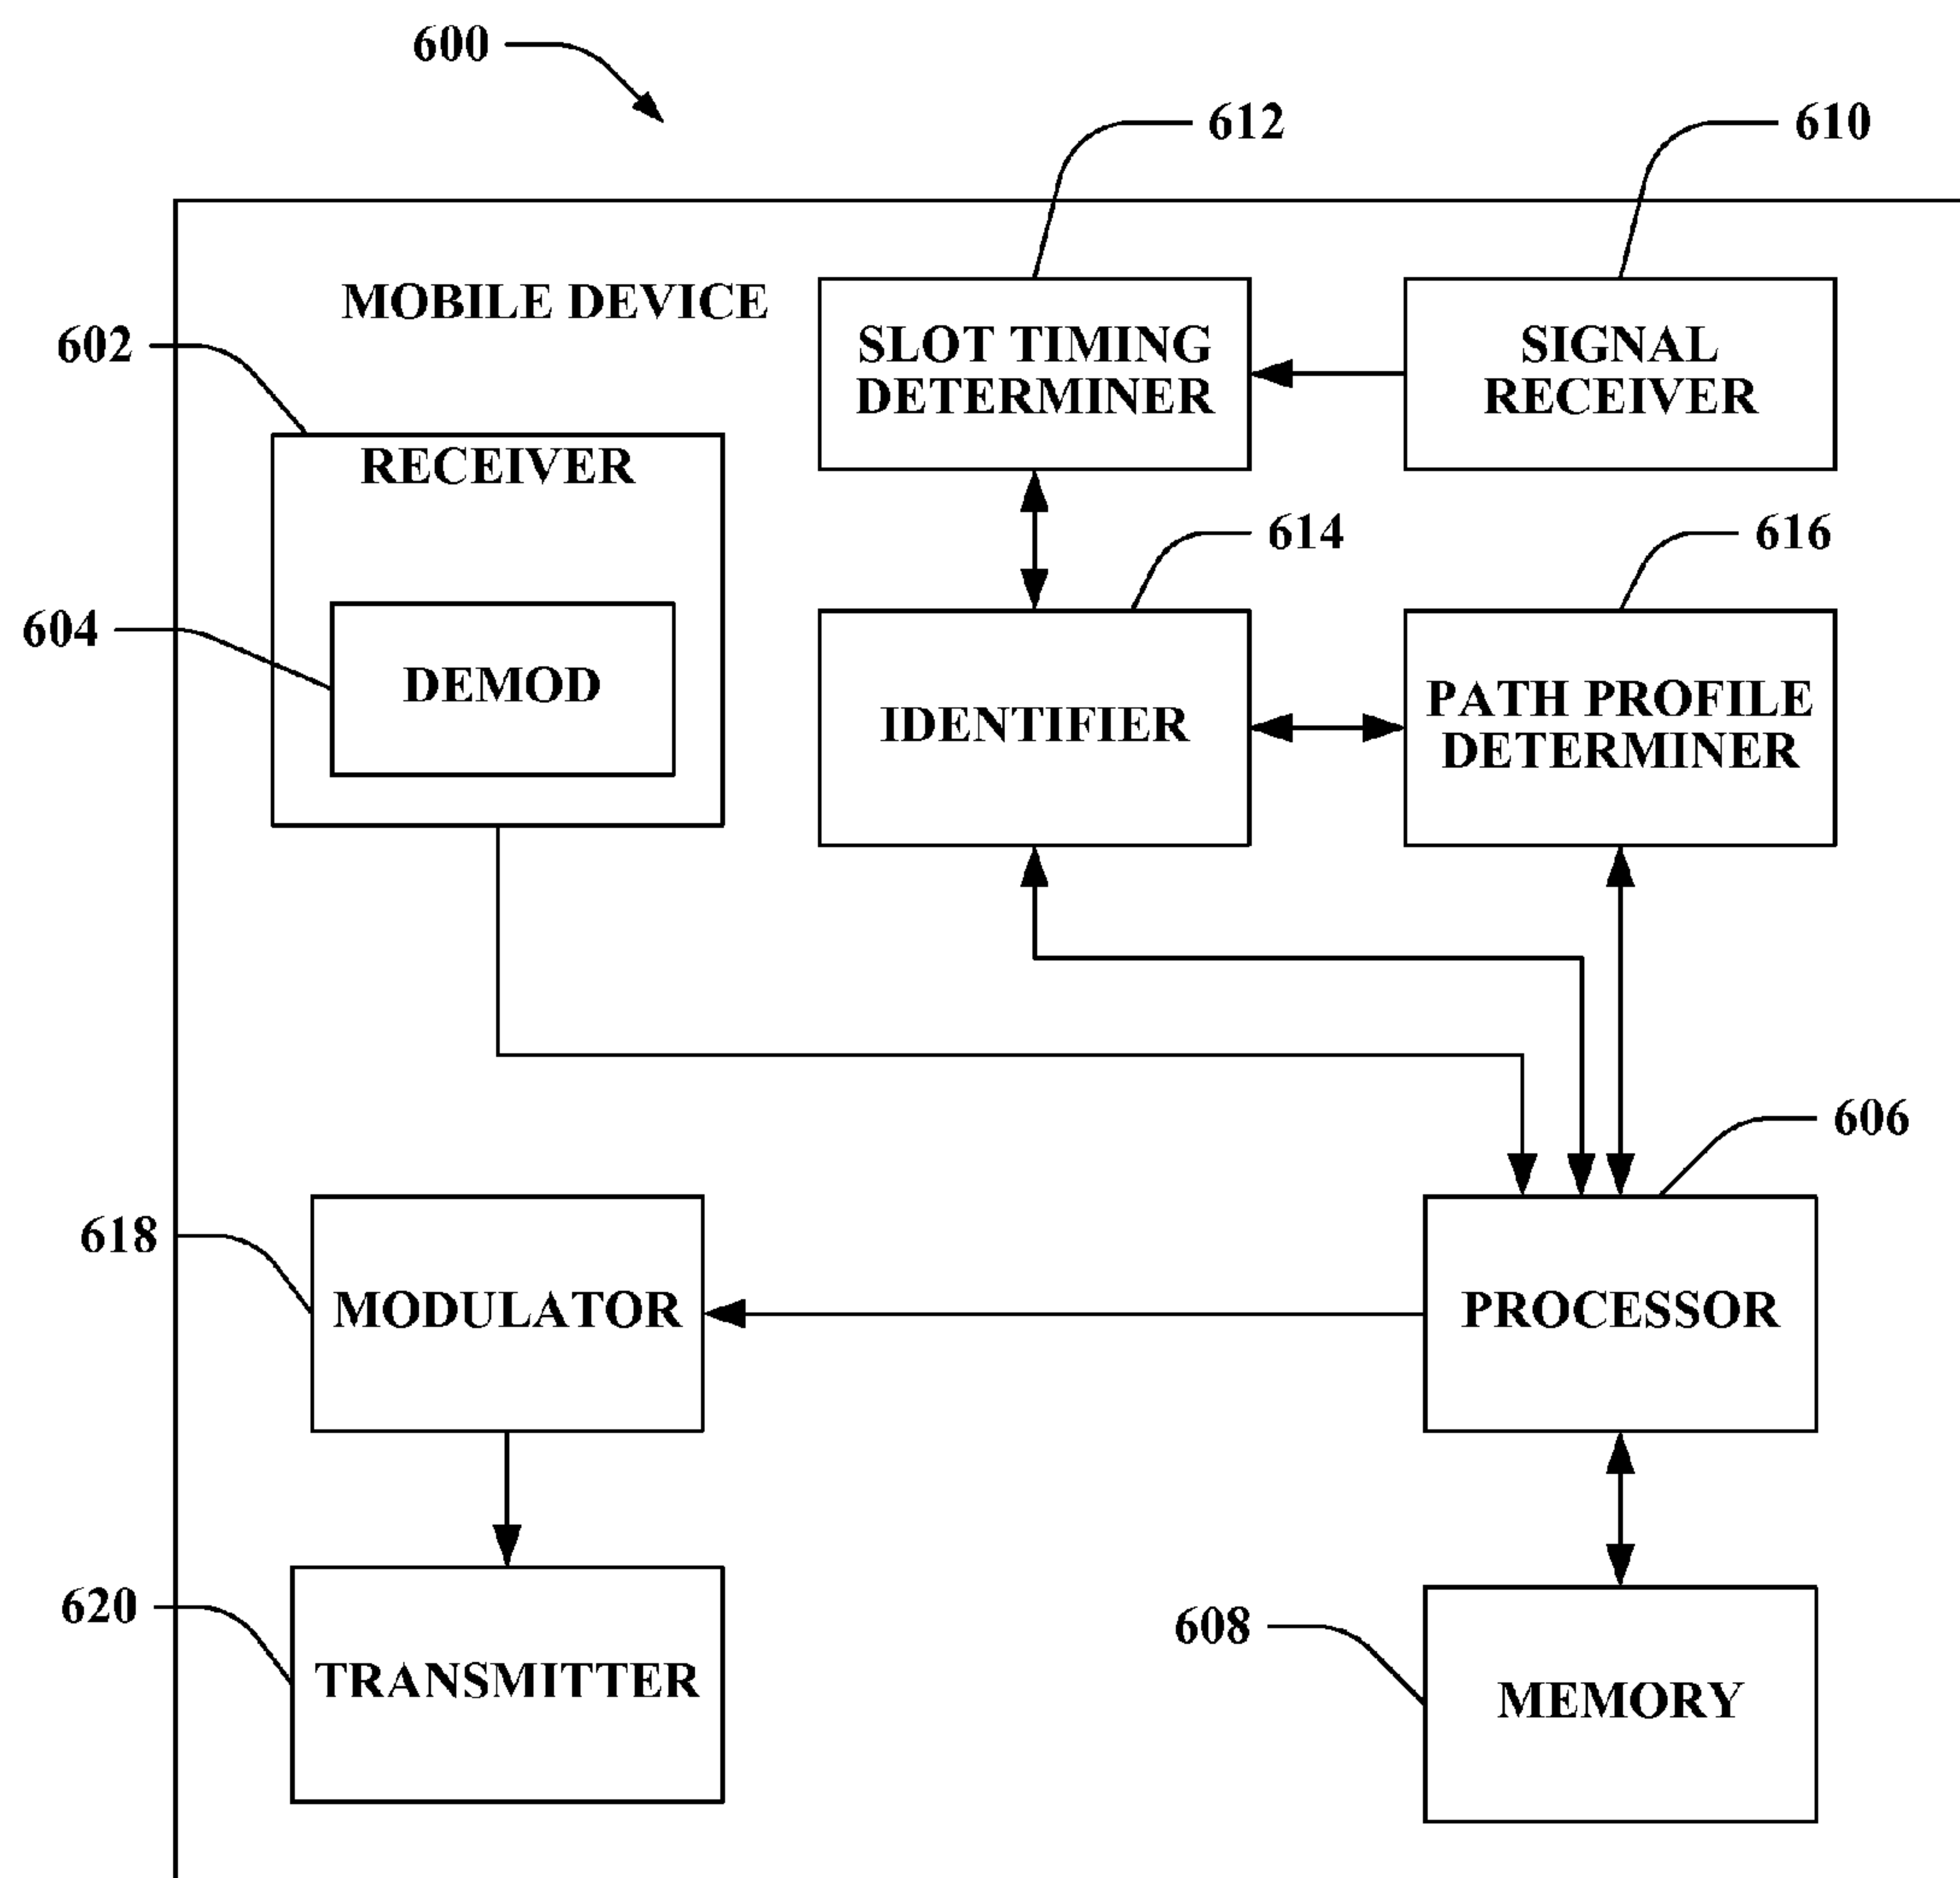 600
612
610
MOBILE DEVICE
602
SLOT TIMING
DETERMINER
SIGNAL
RECEIVER
RECEIVER
614
616
604
DEMOD
IDENTIFIER
PATH PROFILE
DETERMINER
606
618
MODULATOR
PROCESSOR
620
608
TRANSMITTER
MEMORY